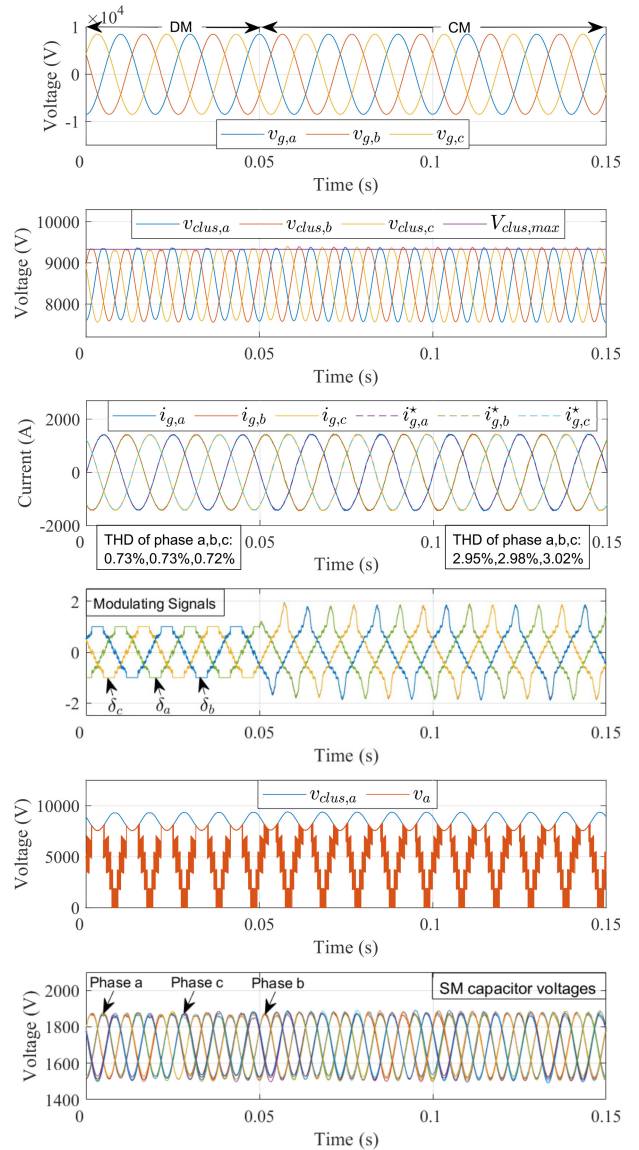 ×10⁴
DM
CM
Voltage (V)
1
0
-1
v_{g,a} v_{g,b} v_{g,c}
0 0.05 0.1 0.15
Time (s)
v_{clus,a} v_{clus,b} v_{clus,c} V_{clus,max}
Voltage (V)
10000
9000
8000
0 0.05 0.1 0.15
Time (s)
i_{g,a} i_{g,b} i_{g,c} i^{⋆}_{g,a} i^{⋆}_{g,b} i^{⋆}_{g,c}
Current (A)
2000
0
-2000
0 0.05 0.1 0.15
Time (s)
THD of phase a,b,c:
0.73%,0.73%,0.72%
THD of phase a,b,c:
2.95%,2.98%,3.02%
Modulating Signals
2
0
-2
δ_c δ_a δ_b
0 0.05 0.1 0.15
Time (s)
v_{clus,a} v_a
Voltage (V)
10000
5000
0
0 0.05 0.1 0.15
Time (s)
Phase a Phase c Phase b
SM capacitor voltages
Voltage (V)
2000
1800
1600
1400
0 0.05 0.1 0.15
Time (s)